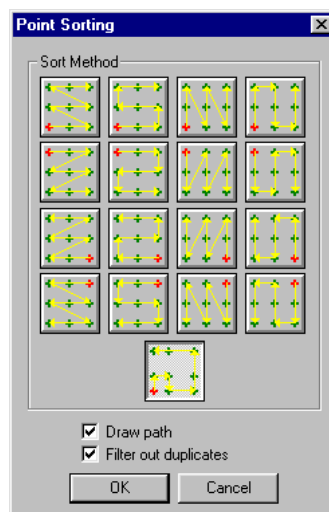 Point Sorting
Sort Method
Draw path
Filter out duplicates
OK
Cancel